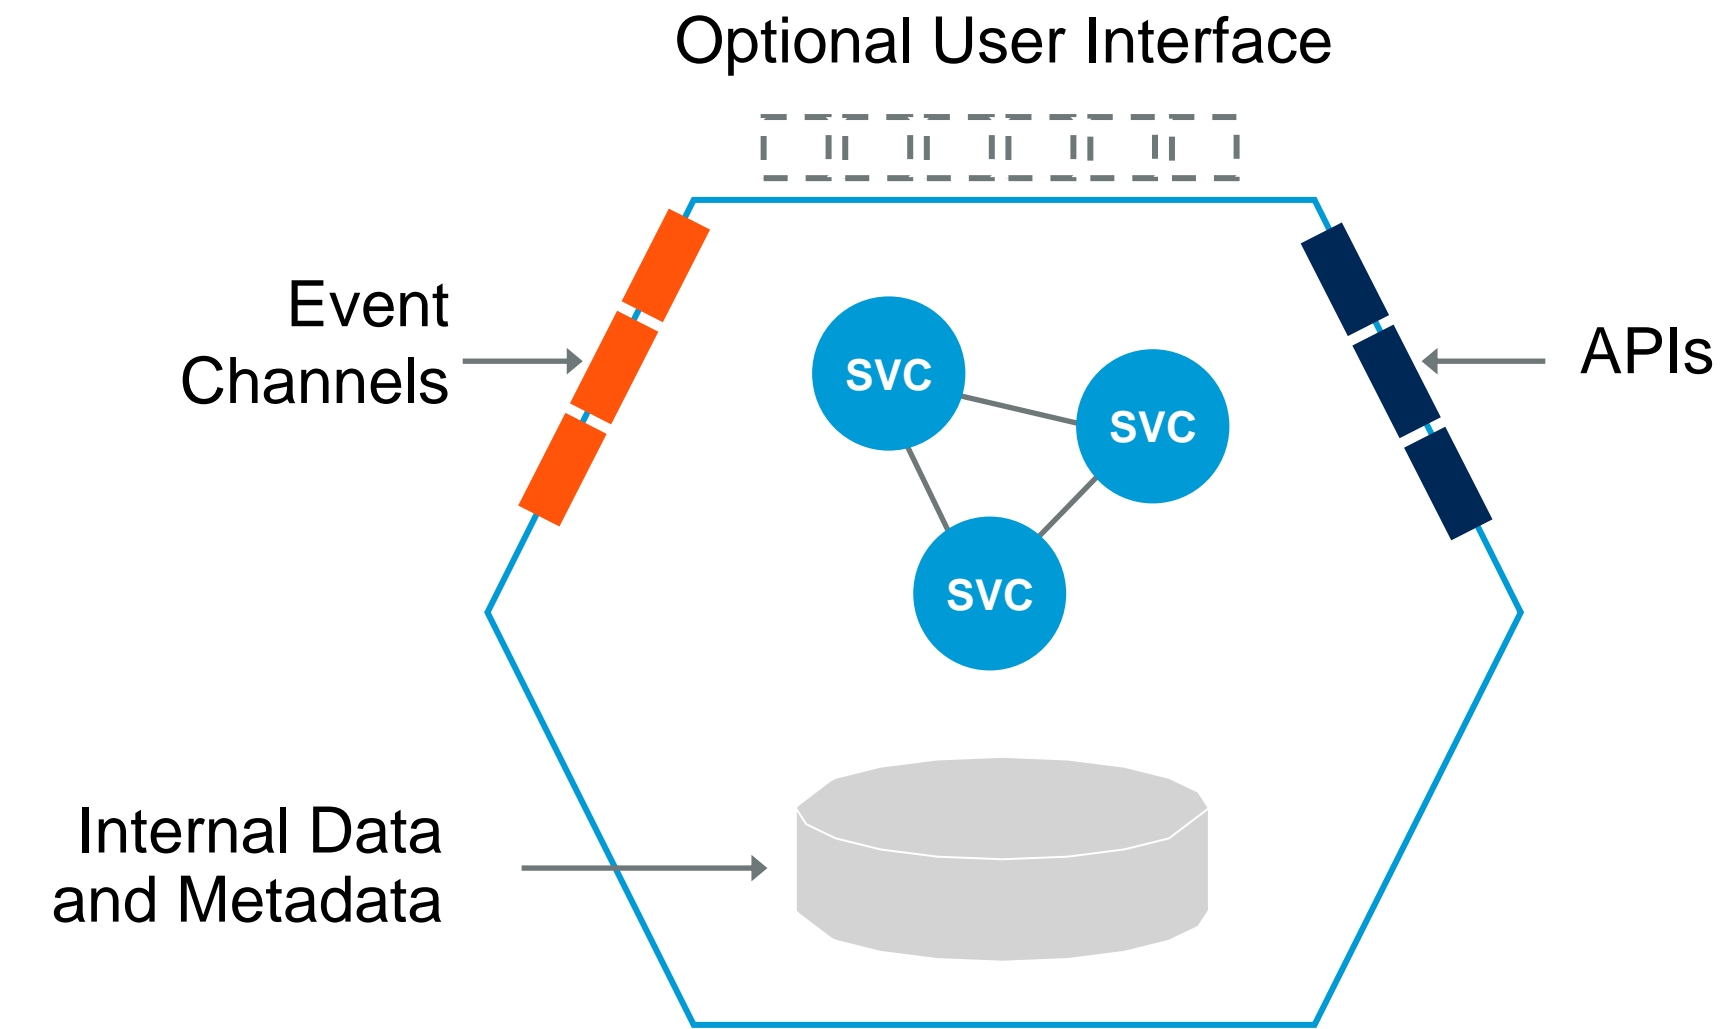 Optional User Interface
Event
Channels
APIs
SVC
SVC
SVC
Internal Data
and Metadata